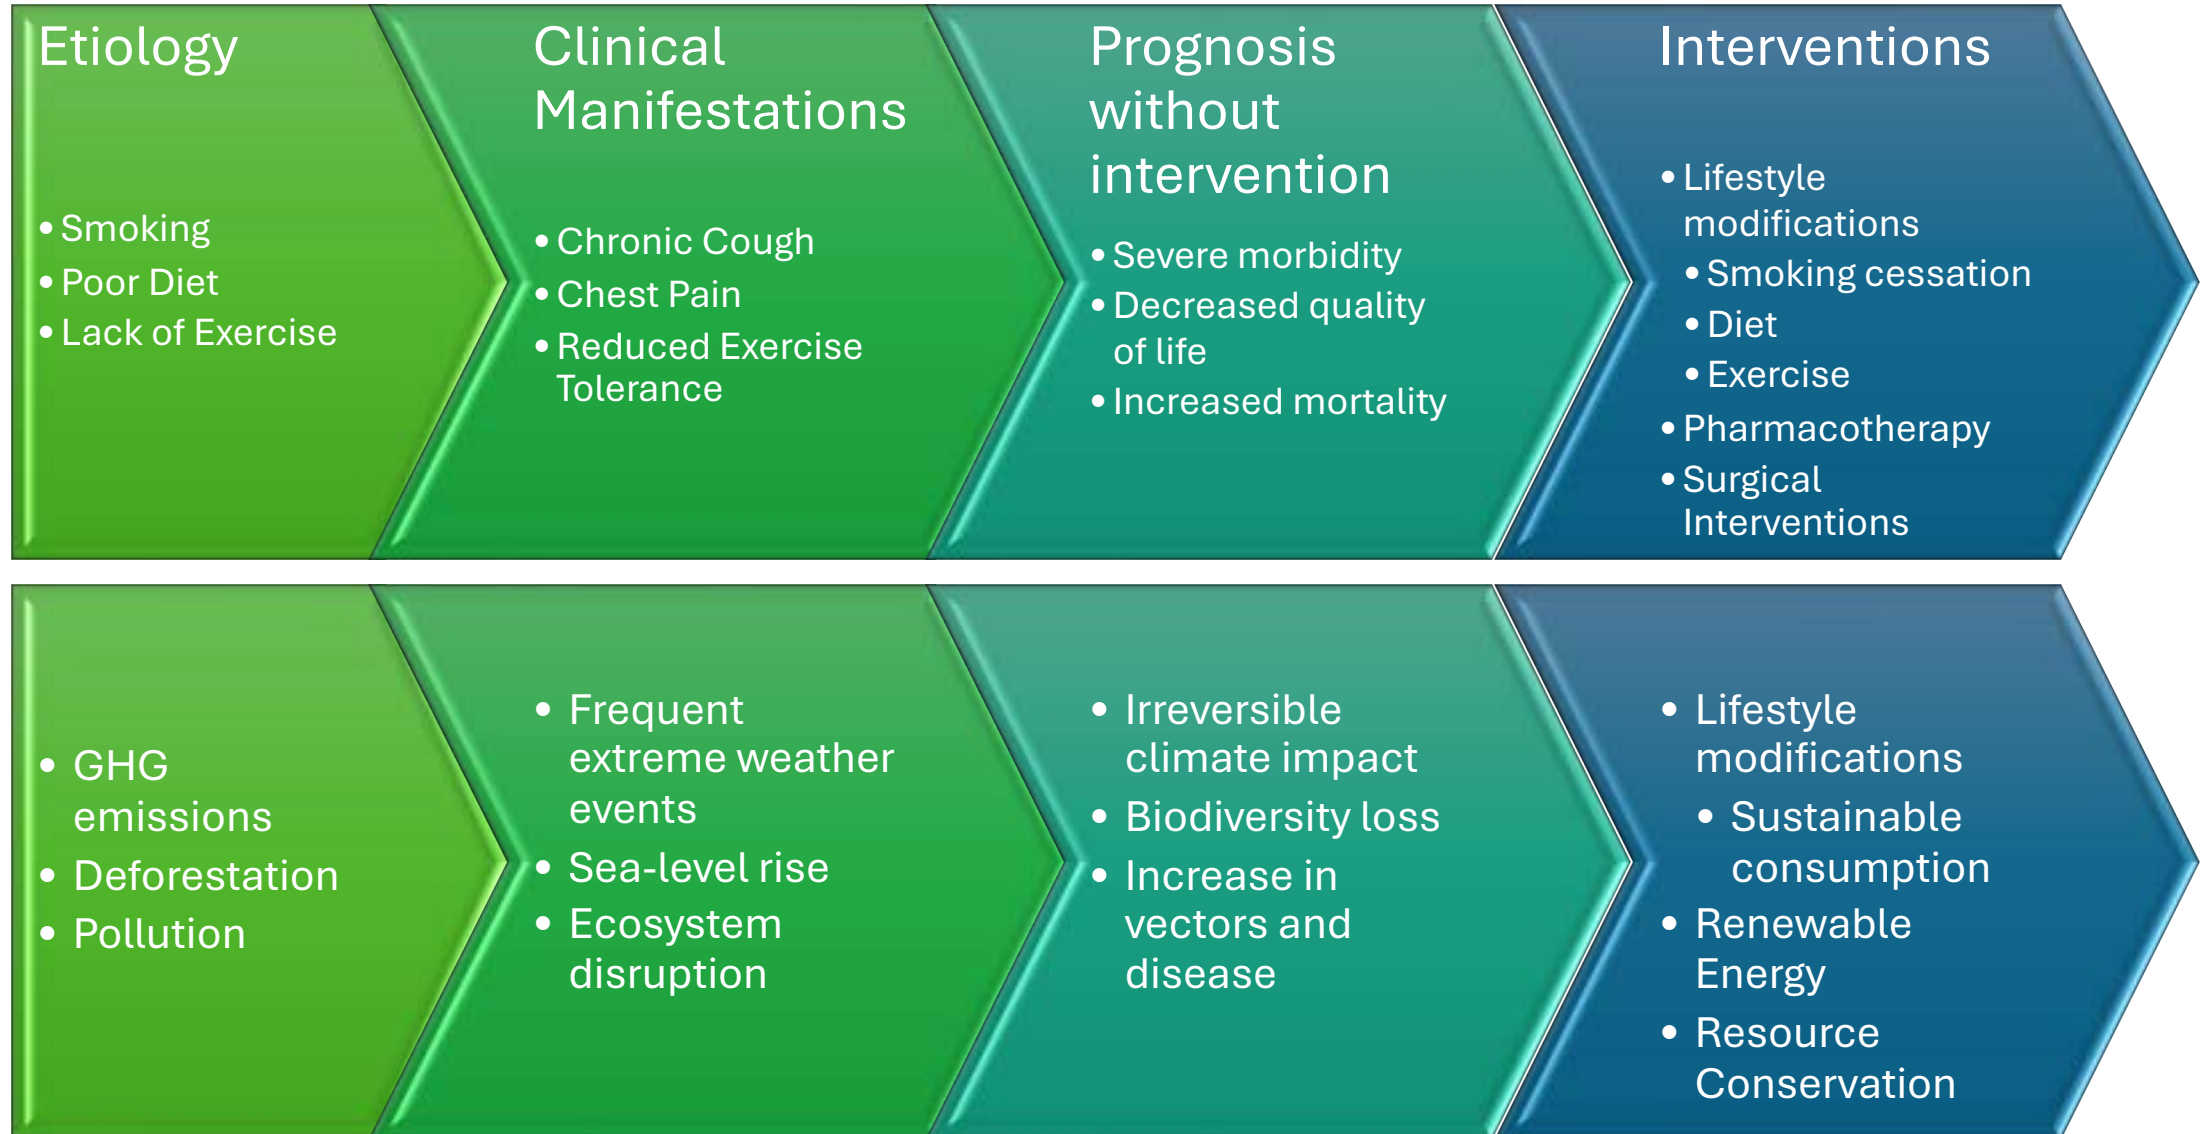 Etiology
• Smoking
• Poor Diet
• Lack of Exercise
Clinical
Manifestations
• Chronic Cough
• Chest Pain
• Reduced Exercise
Tolerance
Prognosis
without
intervention
• Severe morbidity
• Decreased quality
of life
• Increased mortality
Interventions
• Lifestyle
modifications
• Smoking cessation
• Diet
• Exercise
• Pharmacotherapy
• Surgical
Interventions
• GHG
emissions
• Deforestation
• Pollution
• Frequent
extreme weather
events
• Sea-level rise
• Ecosystem
disruption
• Irreversible
climate impact
• Biodiversity loss
• Increase in
vectors and
disease
• Lifestyle
modifications
• Sustainable
consumption
• Renewable
Energy
• Resource
Conservation